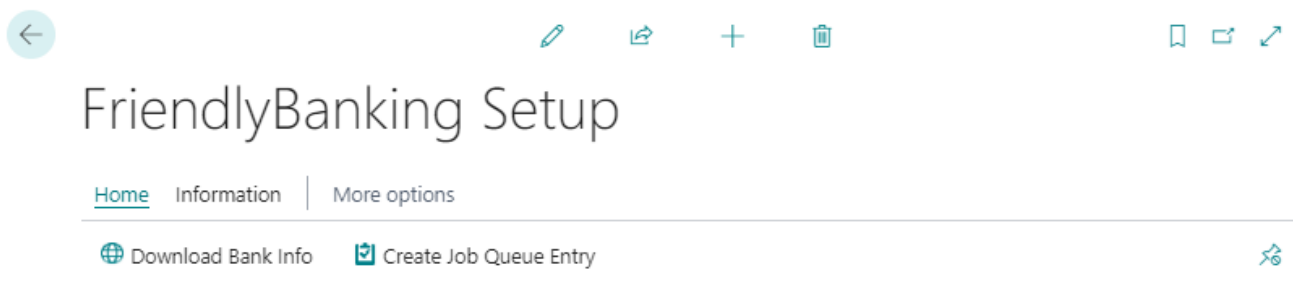 FriendlyBanking Setup
Home Information More options
Download Bank Info Create Job Queue Entry